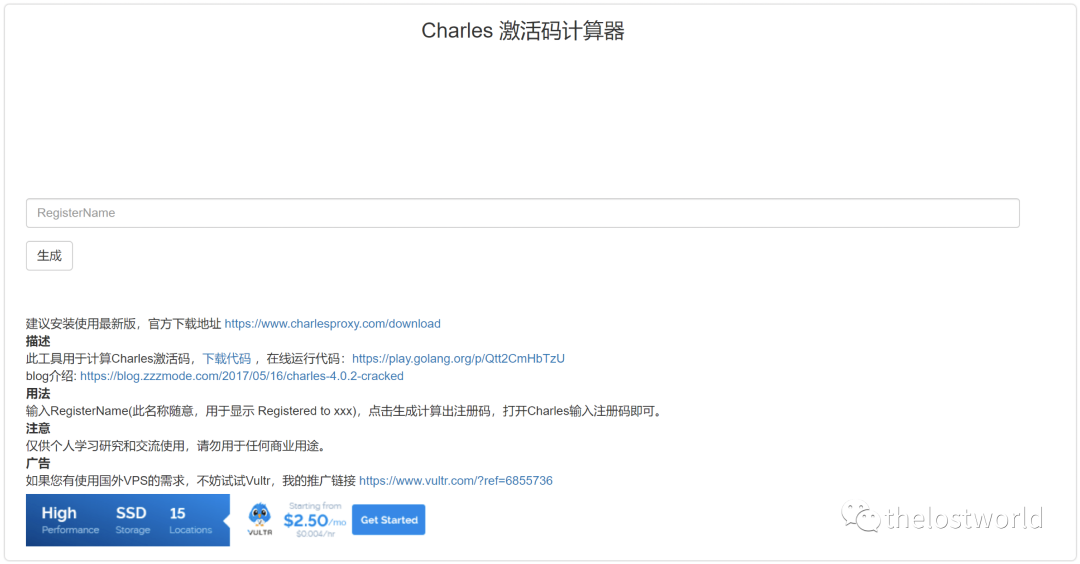 Charles 激活码计算器
RegisterName
生成
建议安装使用最新版，官方下载地址 https://www.charlesproxy.com/download
描述
此工具用于计算Charles激活码，下载代码 ，在线运行代码：https://play.golang.org/p/Qtt2CmHbTzU
blog介绍: https://blog.zzzmode.com/2017/05/16/charles-4.0.2-cracked
用法
输入RegisterName(此名称随意，用于显示 Registered to xxx)，点击生成计算出注册码，打开Charles输入注册码即可。
注意
仅供个人学习研究和交流使用，请勿用于任何商业用途。
广告
如果您有使用国外VPS的需求，不妨试试Vultr，我的推广链接 https://www.vultr.com/?ref=6855736
High SSD 15
Performance Storage Locations
VULTR
Starting from
$2.50/mo
$0.004/hr
Get Started
thelostworld